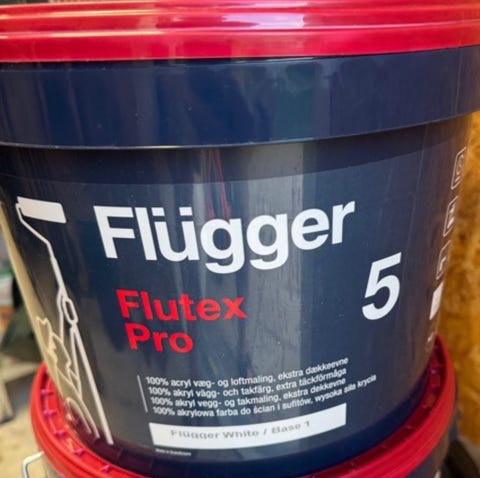 Flügger
Flutex
Pro
5
100% acryl væg- og loftmaling, ekstra dækkeevne
100% akryl vägg- och takfärg, extra täckförmåga
100% akryl vegg- og takmaling, ekstra dekkevne
100% akrylowa farba do ścian i sufitów, wysoka siła krycia
Flügger White / Base 1